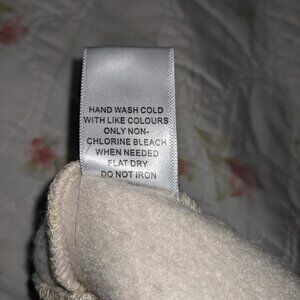 HAND WASH COLD
WITH LIKE COLOURS
ONLY NON-
CHLORINE BLEACH
WHEN NEEDED
FLAT DRY
DO NOT IRON